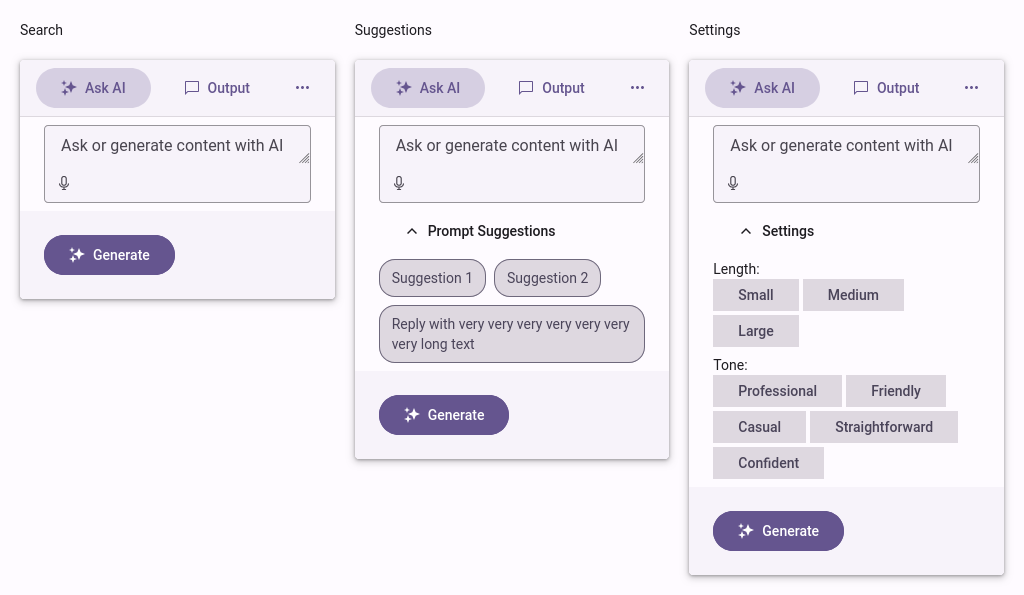 Search
Ask AI
Output
Ask or generate content with AI
Generate
Suggestions
Ask AI
Output
Ask or generate content with AI
Prompt Suggestions
Suggestion 1
Suggestion 2
Reply with very very very very very very
very long text
Generate
Settings
Ask AI
Output
Ask or generate content with AI
Settings
Length:
Small
Medium
Large
Tone:
Professional
Friendly
Casual
Straightforward
Confident
Generate